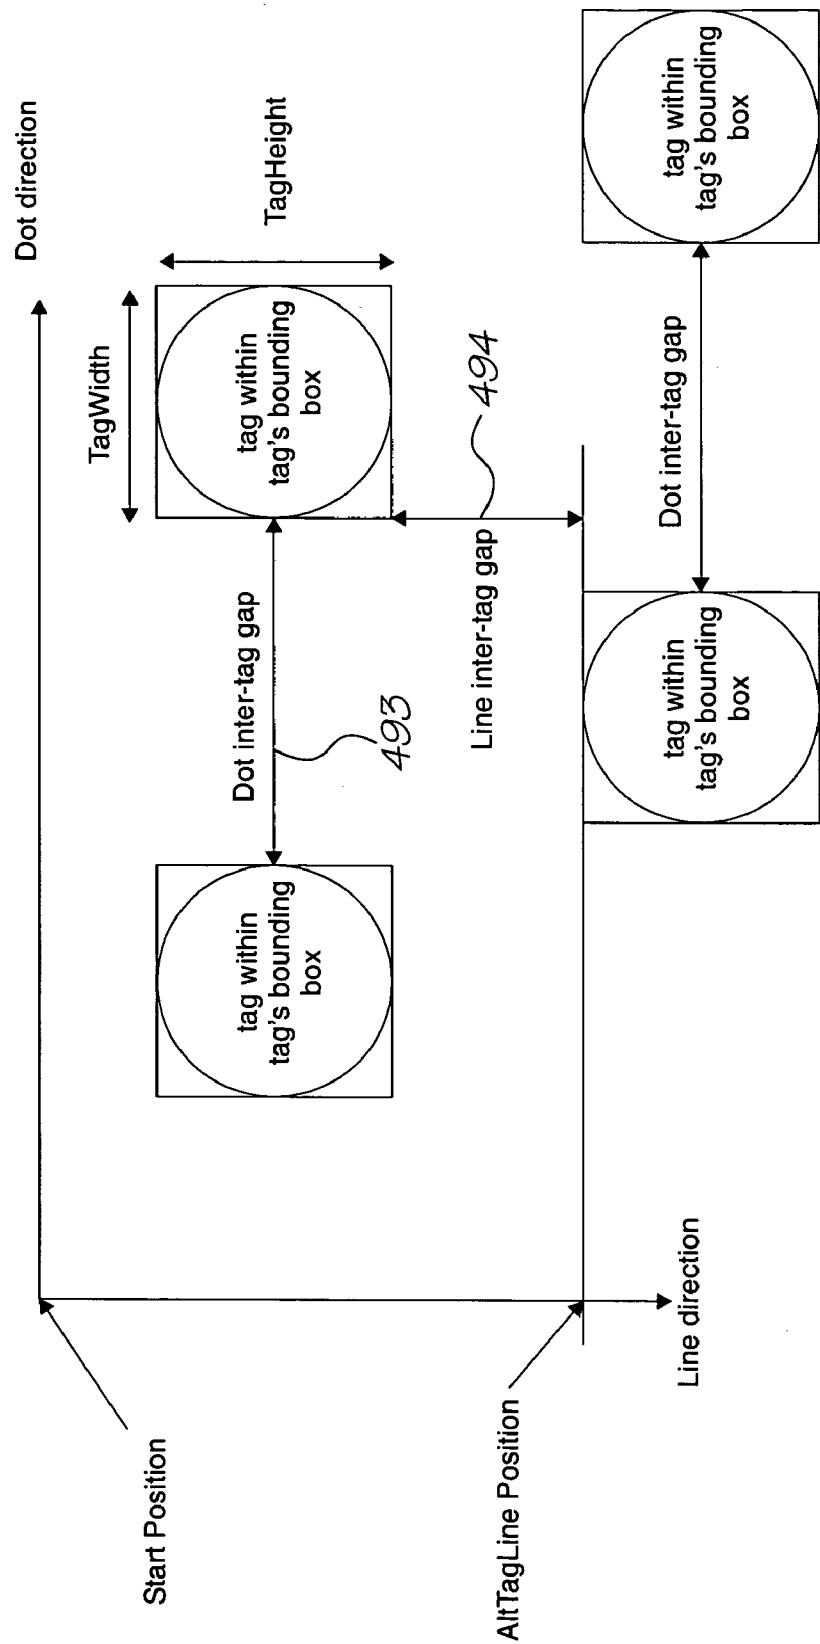 Dot direction
TagWidth
TagHeight
tag within
tag's bounding
box
Dot inter-tag gap
493
tag within
tag's bounding
box
Line inter-tag gap
494
tag within
tag's bounding
box
Dot inter-tag gap
tag within
tag's bounding
box
Start Position
AltTagLine Position
Line direction